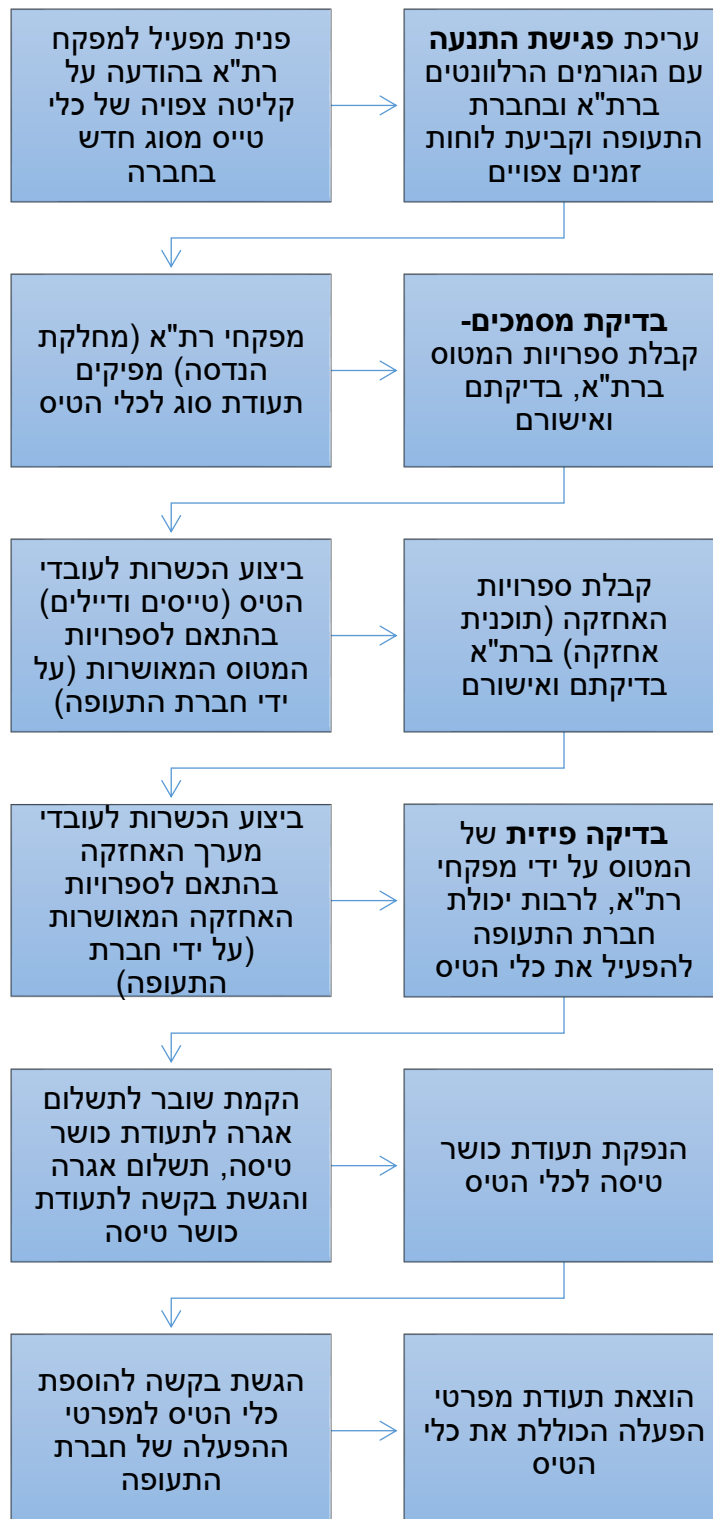 פנית מפעיל למפקח
רת"א בהודעה על
קליטה צפויה של כלי
טייס מסוג חדש
בחברה
עריכת פגישת התנעה
עם הגורמים הרלוונטים
ברת"א ובחברת
התעופה וקביעת לוחות
זמנים צפויים
מפקחי רת"א (מחלקת
הנדסה) מפיקים
תעודת סוג לכלי הטיס
בדיקת מסמכים-
קבלת ספרויות המטוס
ברת"א, בדיקתם
ואישורם
ביצוע הכשרות לעובדי
הטיס (טייסים ודיילים)
בהתאם לספרויות
המטוס המאושרות (על
ידי חברת התעופה)
קבלת ספרויות
האחזקה (תוכנית
אחזקה) ברת"א
בדיקתם ואישורם
ביצוע הכשרות לעובדי
מערך האחזקה
בהתאם לספרויות
האחזקה המאושרות
(על ידי חברת
התעופה)
בדיקה פיזית של
המטוס על ידי מפקחי
רת"א, לרבות יכולת
חברת התעופה
להפעיל את כלי הטיס
הקמת שובר לתשלום
אגרה לתעודת כושר
טיסה, תשלום אגרה
והגשת בקשה לתעודת
כושר טיסה
הנפקת תעודת כושר
טיסה לכלי הטיס
הגשת בקשה להוספת
כלי הטיס למפרטי
ההפעלה של חברת
התעופה
הוצאת תעודת מפרטי
הפעלה הכוללת את כלי
הטיס